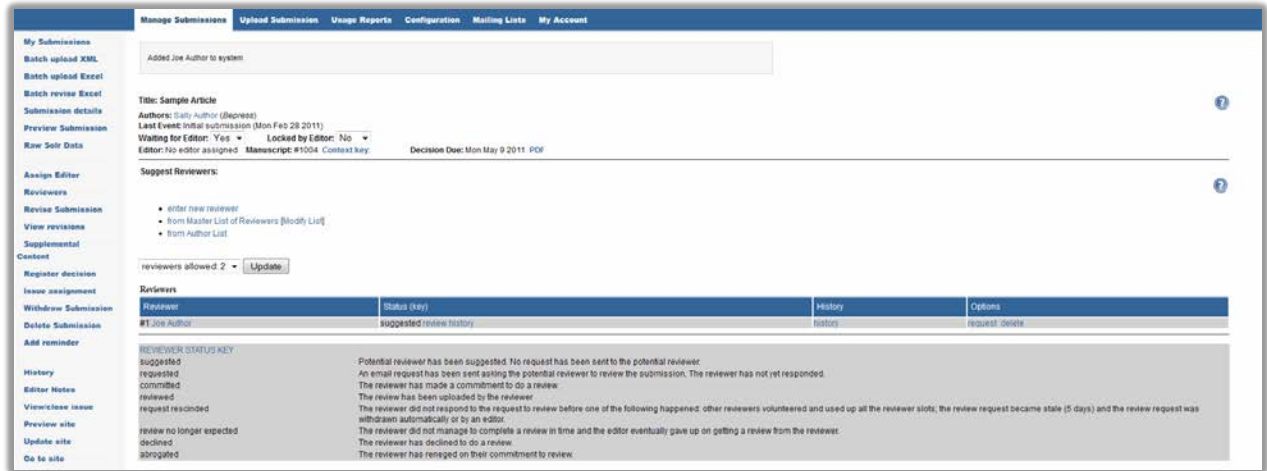 Manage Submissions Upload Submission Usage Reports Configuration Mailing Lists My Account
My Submissions
Batch upload XML
Batch upload Excel
Batch revise Excel
Submission details
Preview Submission
Raw Solr Data
Assign Editor
Reviewers
Revise Submission
View revisions
Supplemental
Content
Register decision
Issue assignment
Withdraw Submission
Delete Submission
Add reminder
History
Editor Notes
View/close issue
Preview site
Update site
Go to site
Added Joe Author to system
Title: Sample Article
Authors: Sally Author (Bepress)
Last Event: Initial submission (Mon Feb 28 2011)
Waiting for Editor: Yes Locked by Editor: No
Editor: No editor assigned Manuscript: #1004 Context key: Decision Due: Mon May 9 2011 PDF
Suggest Reviewers:
• enter new reviewer
• from Master List of Reviewers [Modify List]
• from Author List
reviewers allowed: 2 Update
Reviewers
Reviewer Status (key) History Options
#1 Joe Author suggested review history history request delete
REVIEWER STATUS KEY
suggested Potential reviewer has been suggested. No request has been sent to the potential reviewer.
requested An email request has been sent asking the potential reviewer to review the submission. The reviewer has not yet responded.
committed The reviewer has made a commitment to do a review.
reviewed The review has been uploaded by the reviewer
request rescinded The reviewer did not respond to the request to review before one of the following happened: other reviewers volunteered and used up all the reviewer slots; the review request became stale (5 days) and the review request was
withdrawn automatically or by an editor.
review no longer expected The reviewer did not manage to complete a review in time and the editor eventually gave up on getting a review from the reviewer.
declined The reviewer has declined to do a review.
abrogated The reviewer has reneged on their commitment to review.